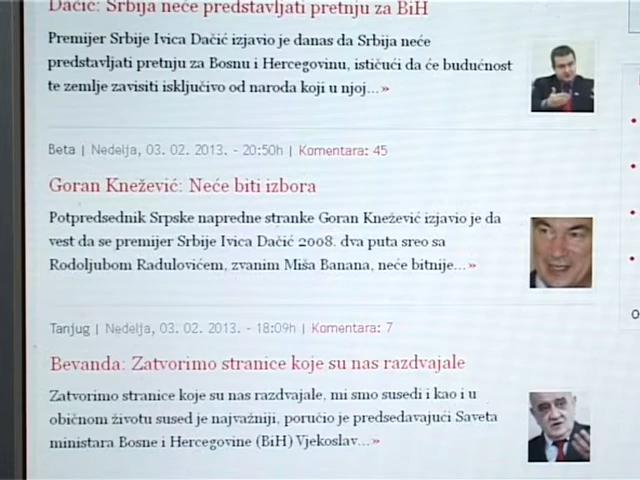 Dačić: Srbija neće predstavljati pretnju za BiH
Premijer Srbije Ivica Dačić izjavio je danas da Srbija neće
predstavljati pretnju za Bosnu i Hercegovinu, ističući da će budućnost
te zemlje zavisiti isključivo od naroda koji u njoj...»
Beta | Nedelja, 03. 02. 2013. - 20:50h | Komentara: 45
Goran Knežević: Neće biti izbora
Potpredsednik Srpske napredne stranke Goran Knežević izjavio je da
vest da se premijer Srbije Ivica Dačić 2008. dva puta sreo sa
Rodoljubom Radulovićem, zvanim Miša Banana, neće bitnije...»
Tanjug | Nedelja, 03. 02. 2013. - 18:09h | Komentara: 7
Bevanda: Zatvorimo stranice koje su nas razdvajale
Zatvorimo stranice koje su nas razdvajale, mi smo susedi i kao i u
običnom životu sused je najvažniji, poručio je predsedavajući Saveta
ministara Bosne i Hercegovine (BiH) Vjekoslav...»